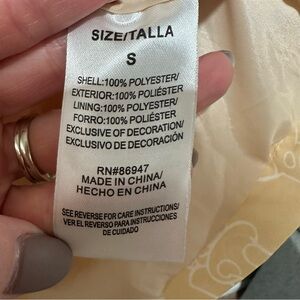 SIZE/TALLA
S
SHELL:100% POLYESTER/
EXTERIOR:100% POLIÉSTER
LINING:100% POLYESTER/
FORRO:100% POLIÉSTER
EXCLUSIVE OF DECORATION/
EXCLUSIVO DE DECORACIÓN
RN#86947
MADE IN CHINA/
HECHO EN CHINA
SEE REVERSE FOR CARE INSTRUCTIONS/
VER EL REVERSO PARA INSTRUCCIONES
DE CUIDADO